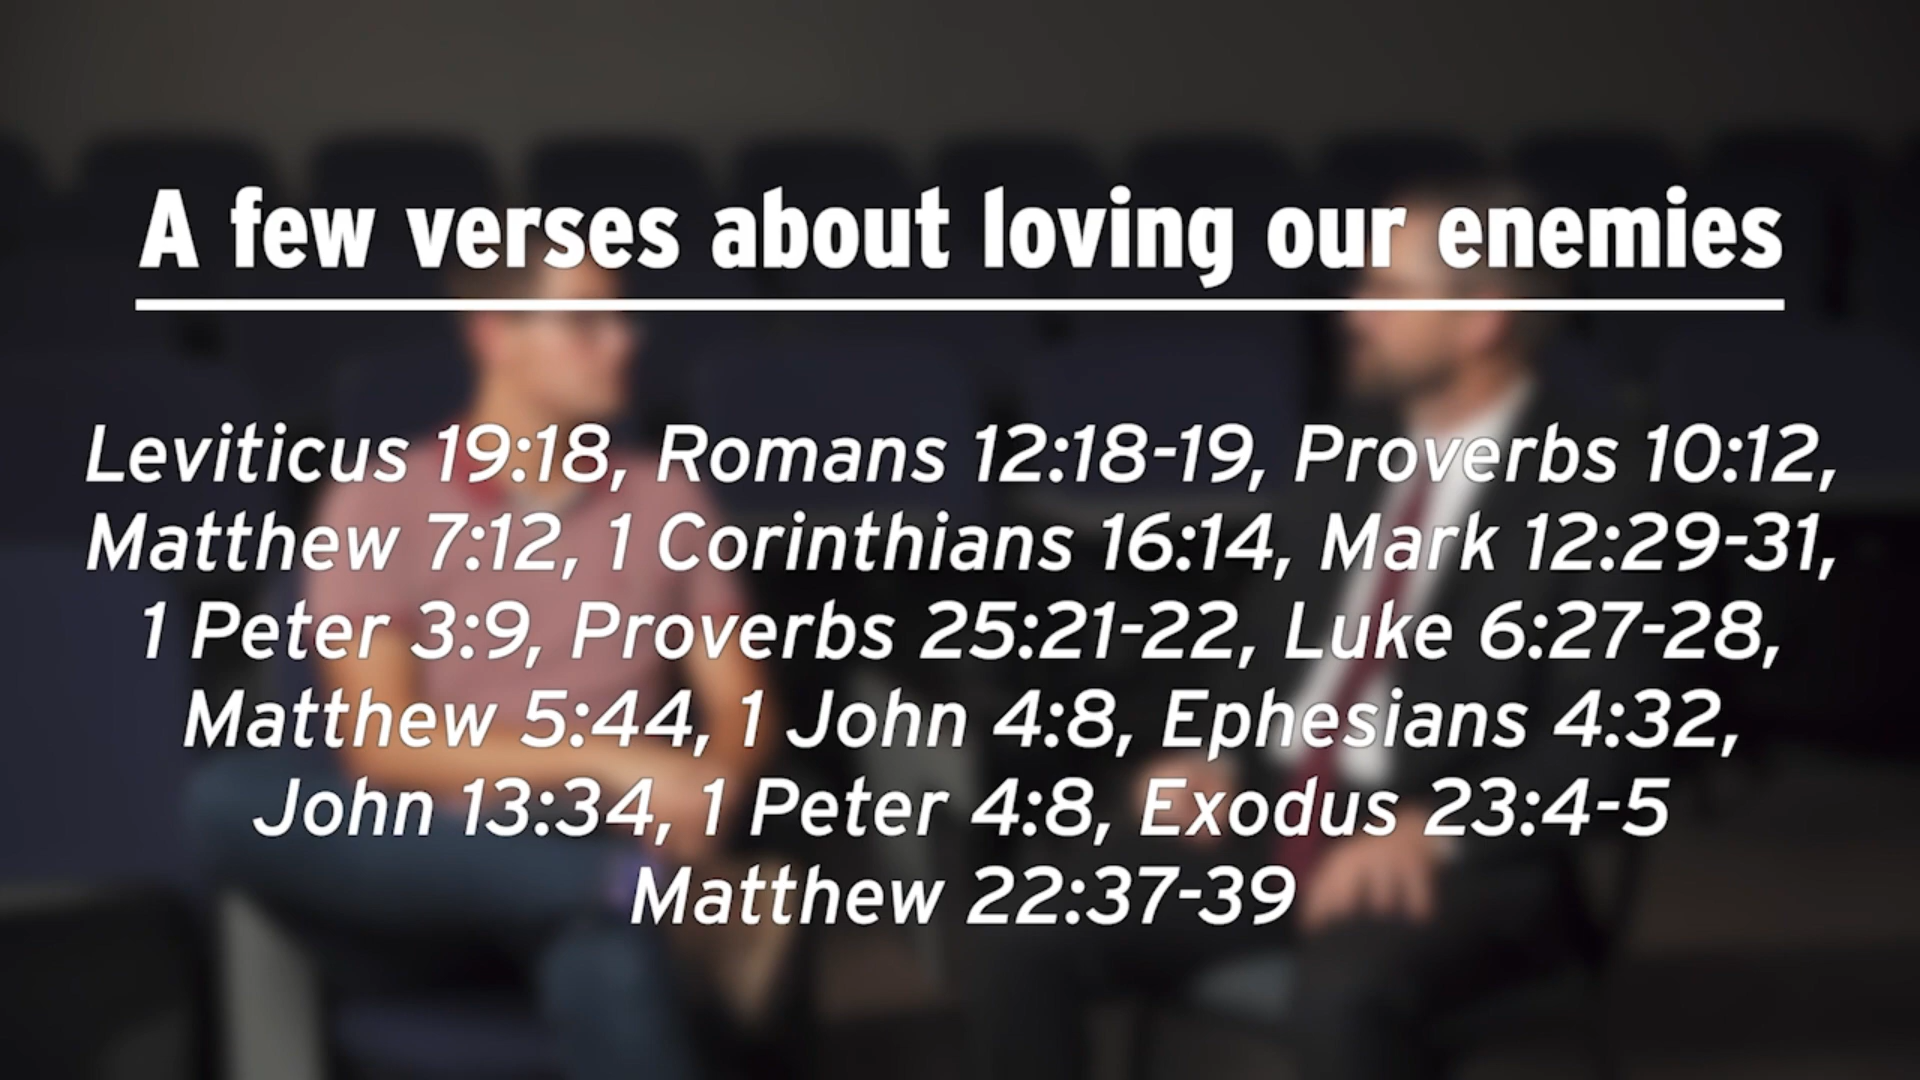 A few verses about loving our enemies
Leviticus 19:18, Romans 12:18-19, Proverbs 10:12,
Matthew 7:12, 1 Corinthians 16:14, Mark 12:29-31,
1 Peter 3:9, Proverbs 25:21-22, Luke 6:27-28,
Matthew 5:44, 1 John 4:8, Ephesians 4:32,
John 13:34, 1 Peter 4:8, Exodus 23:4-5
Matthew 22:37-39